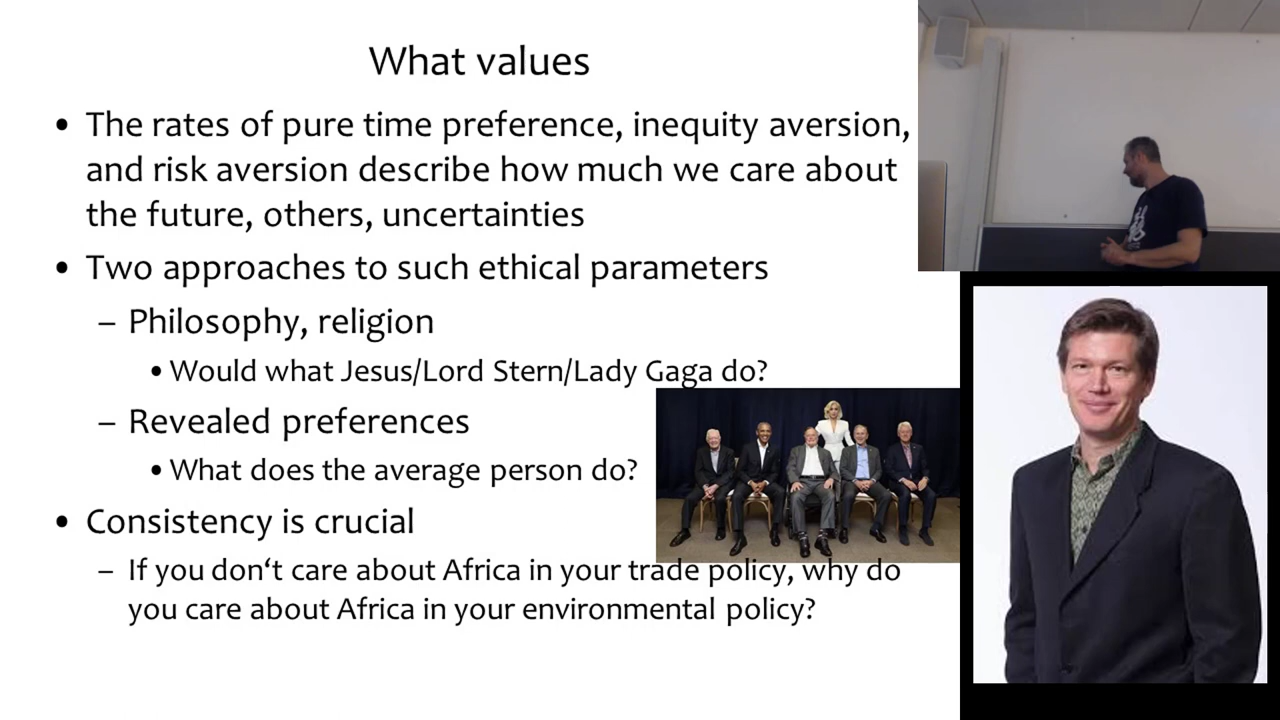 What values
• The rates of pure time preference, inequity aversion,
and risk aversion describe how much we care about
the future, others, uncertainties
• Two approaches to such ethical parameters
– Philosophy, religion
• Would what Jesus/Lord Stern/Lady Gaga do?
– Revealed preferences
• What does the average person do?
• Consistency is crucial
– If you don‘t care about Africa in your trade policy, why do
you care about Africa in your environmental policy?